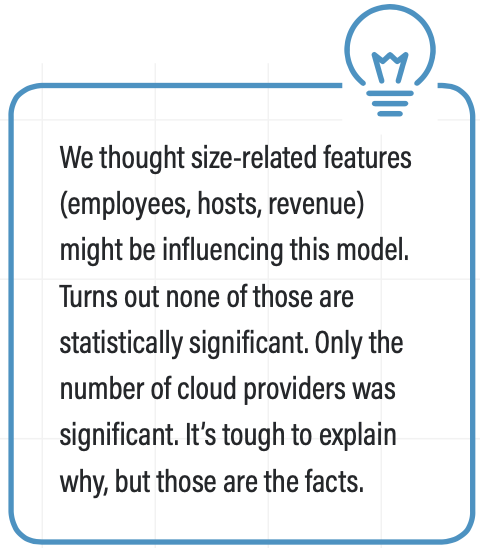 We thought size-related features
(employees, hosts, revenue)
might be influencing this model.
Turns out none of those are
statistically significant. Only the
number of cloud providers was
significant. It's tough to explain
why, but those are the facts.